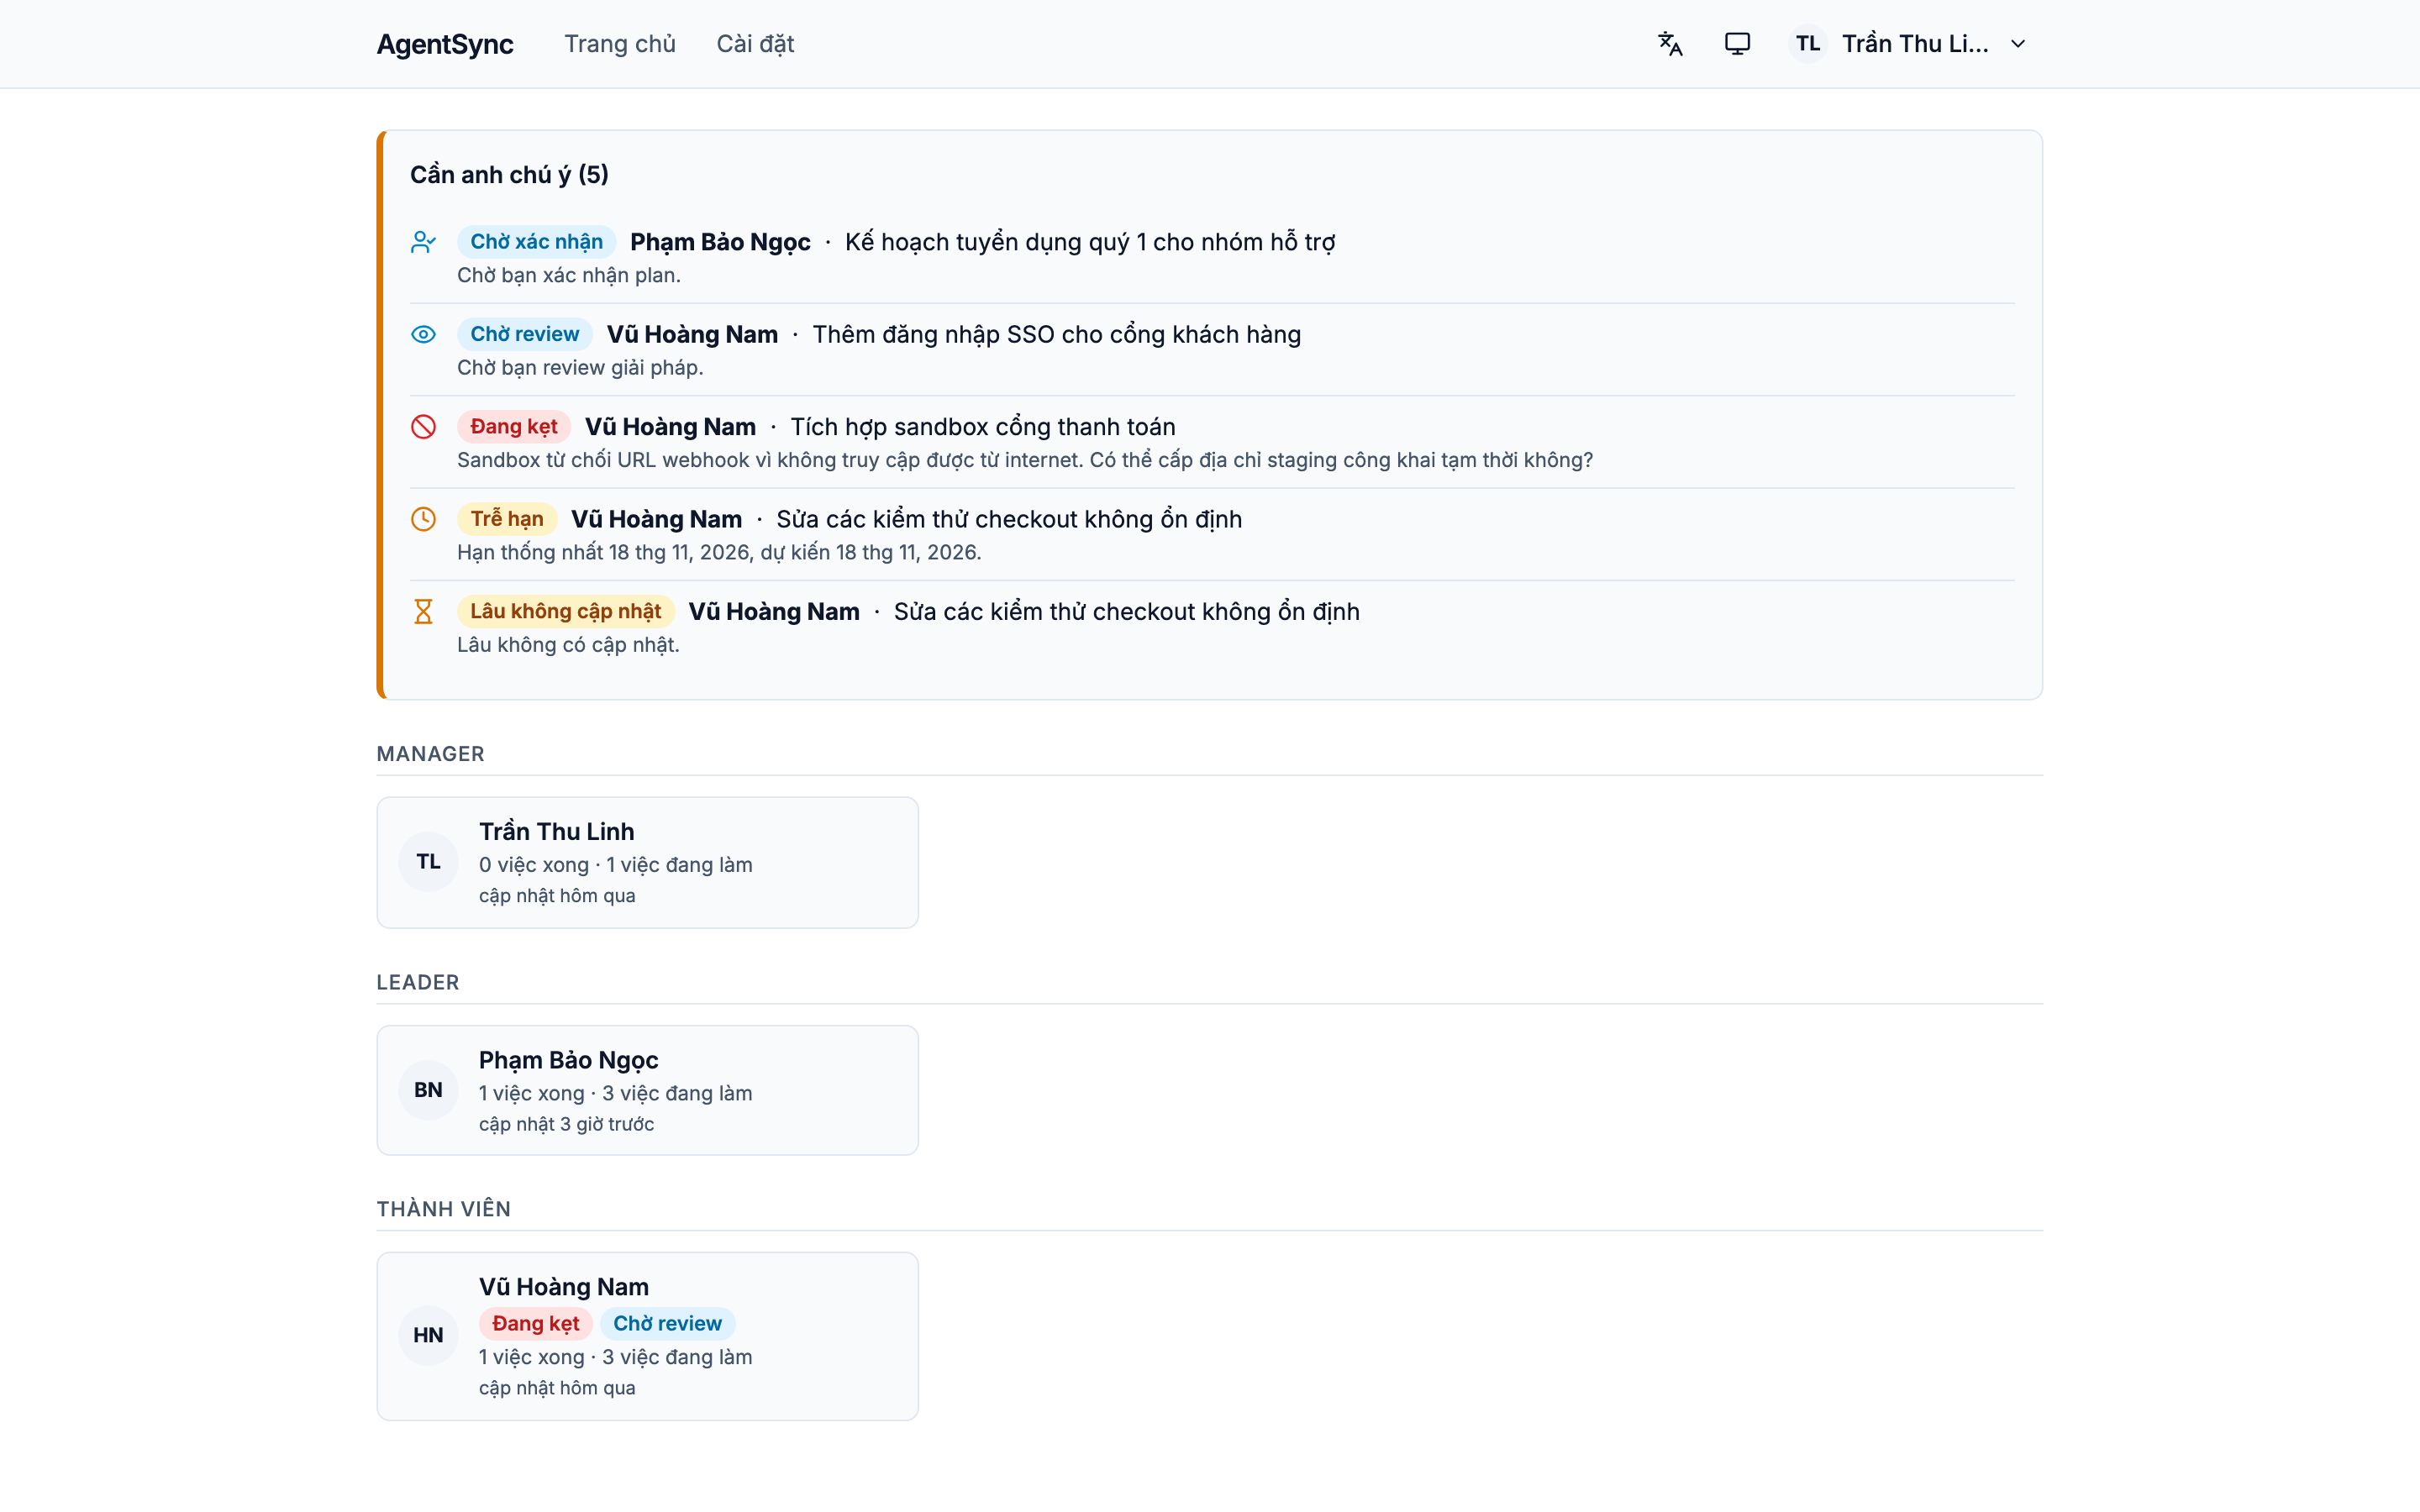 AgentSync Trang chủ Cài đặt TL Trần Thu Li...
Cần anh chú ý (5)
Chờ xác nhận Phạm Bảo Ngọc · Kế hoạch tuyển dụng quý 1 cho nhóm hỗ trợ
Chờ bạn xác nhận plan.
Chờ review Vũ Hoàng Nam · Thêm đăng nhập SSO cho cổng khách hàng
Chờ bạn review giải pháp.
Đang kẹt Vũ Hoàng Nam · Tích hợp sandbox cổng thanh toán
Sandbox từ chối URL webhook vì không truy cập được từ internet. Có thể cấp địa chỉ staging công khai tạm thời không?
Trễ hạn Vũ Hoàng Nam · Sửa các kiểm thử checkout không ổn định
Hạn thống nhất 18 thg 11, 2026, dự kiến 18 thg 11, 2026.
Lâu không cập nhật Vũ Hoàng Nam · Sửa các kiểm thử checkout không ổn định
Lâu không có cập nhật.
MANAGER
TL
Trần Thu Linh
0 việc xong · 1 việc đang làm
cập nhật hôm qua
LEADER
BN
Phạm Bảo Ngọc
1 việc xong · 3 việc đang làm
cập nhật 3 giờ trước
THÀNH VIÊN
HN
Vũ Hoàng Nam
Đang kẹt Chờ review
1 việc xong · 3 việc đang làm
cập nhật hôm qua